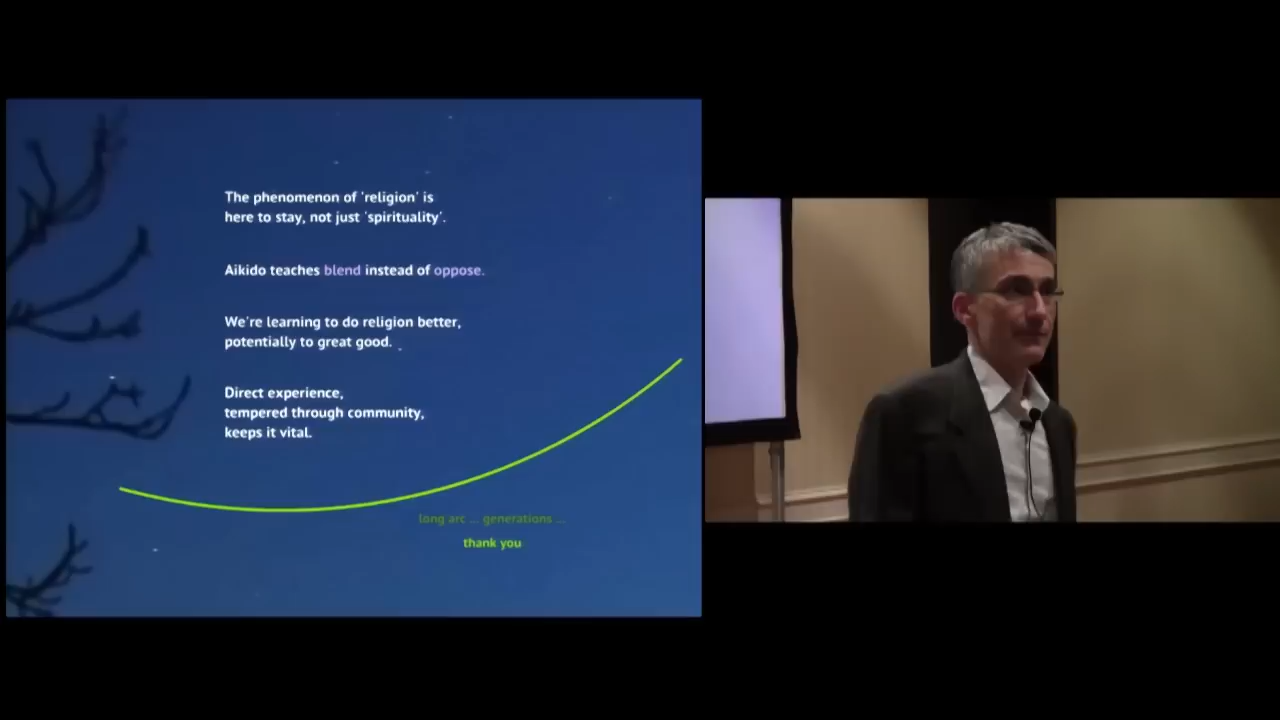 The phenomenon of 'religion' is
here to stay, not just 'spirituality'.
Aikido teaches blend instead of oppose.
We're learning to do religion better,
potentially to great good.
Direct experience,
tempered through community,
keeps it vital.
long arc ... generations ...
thank you